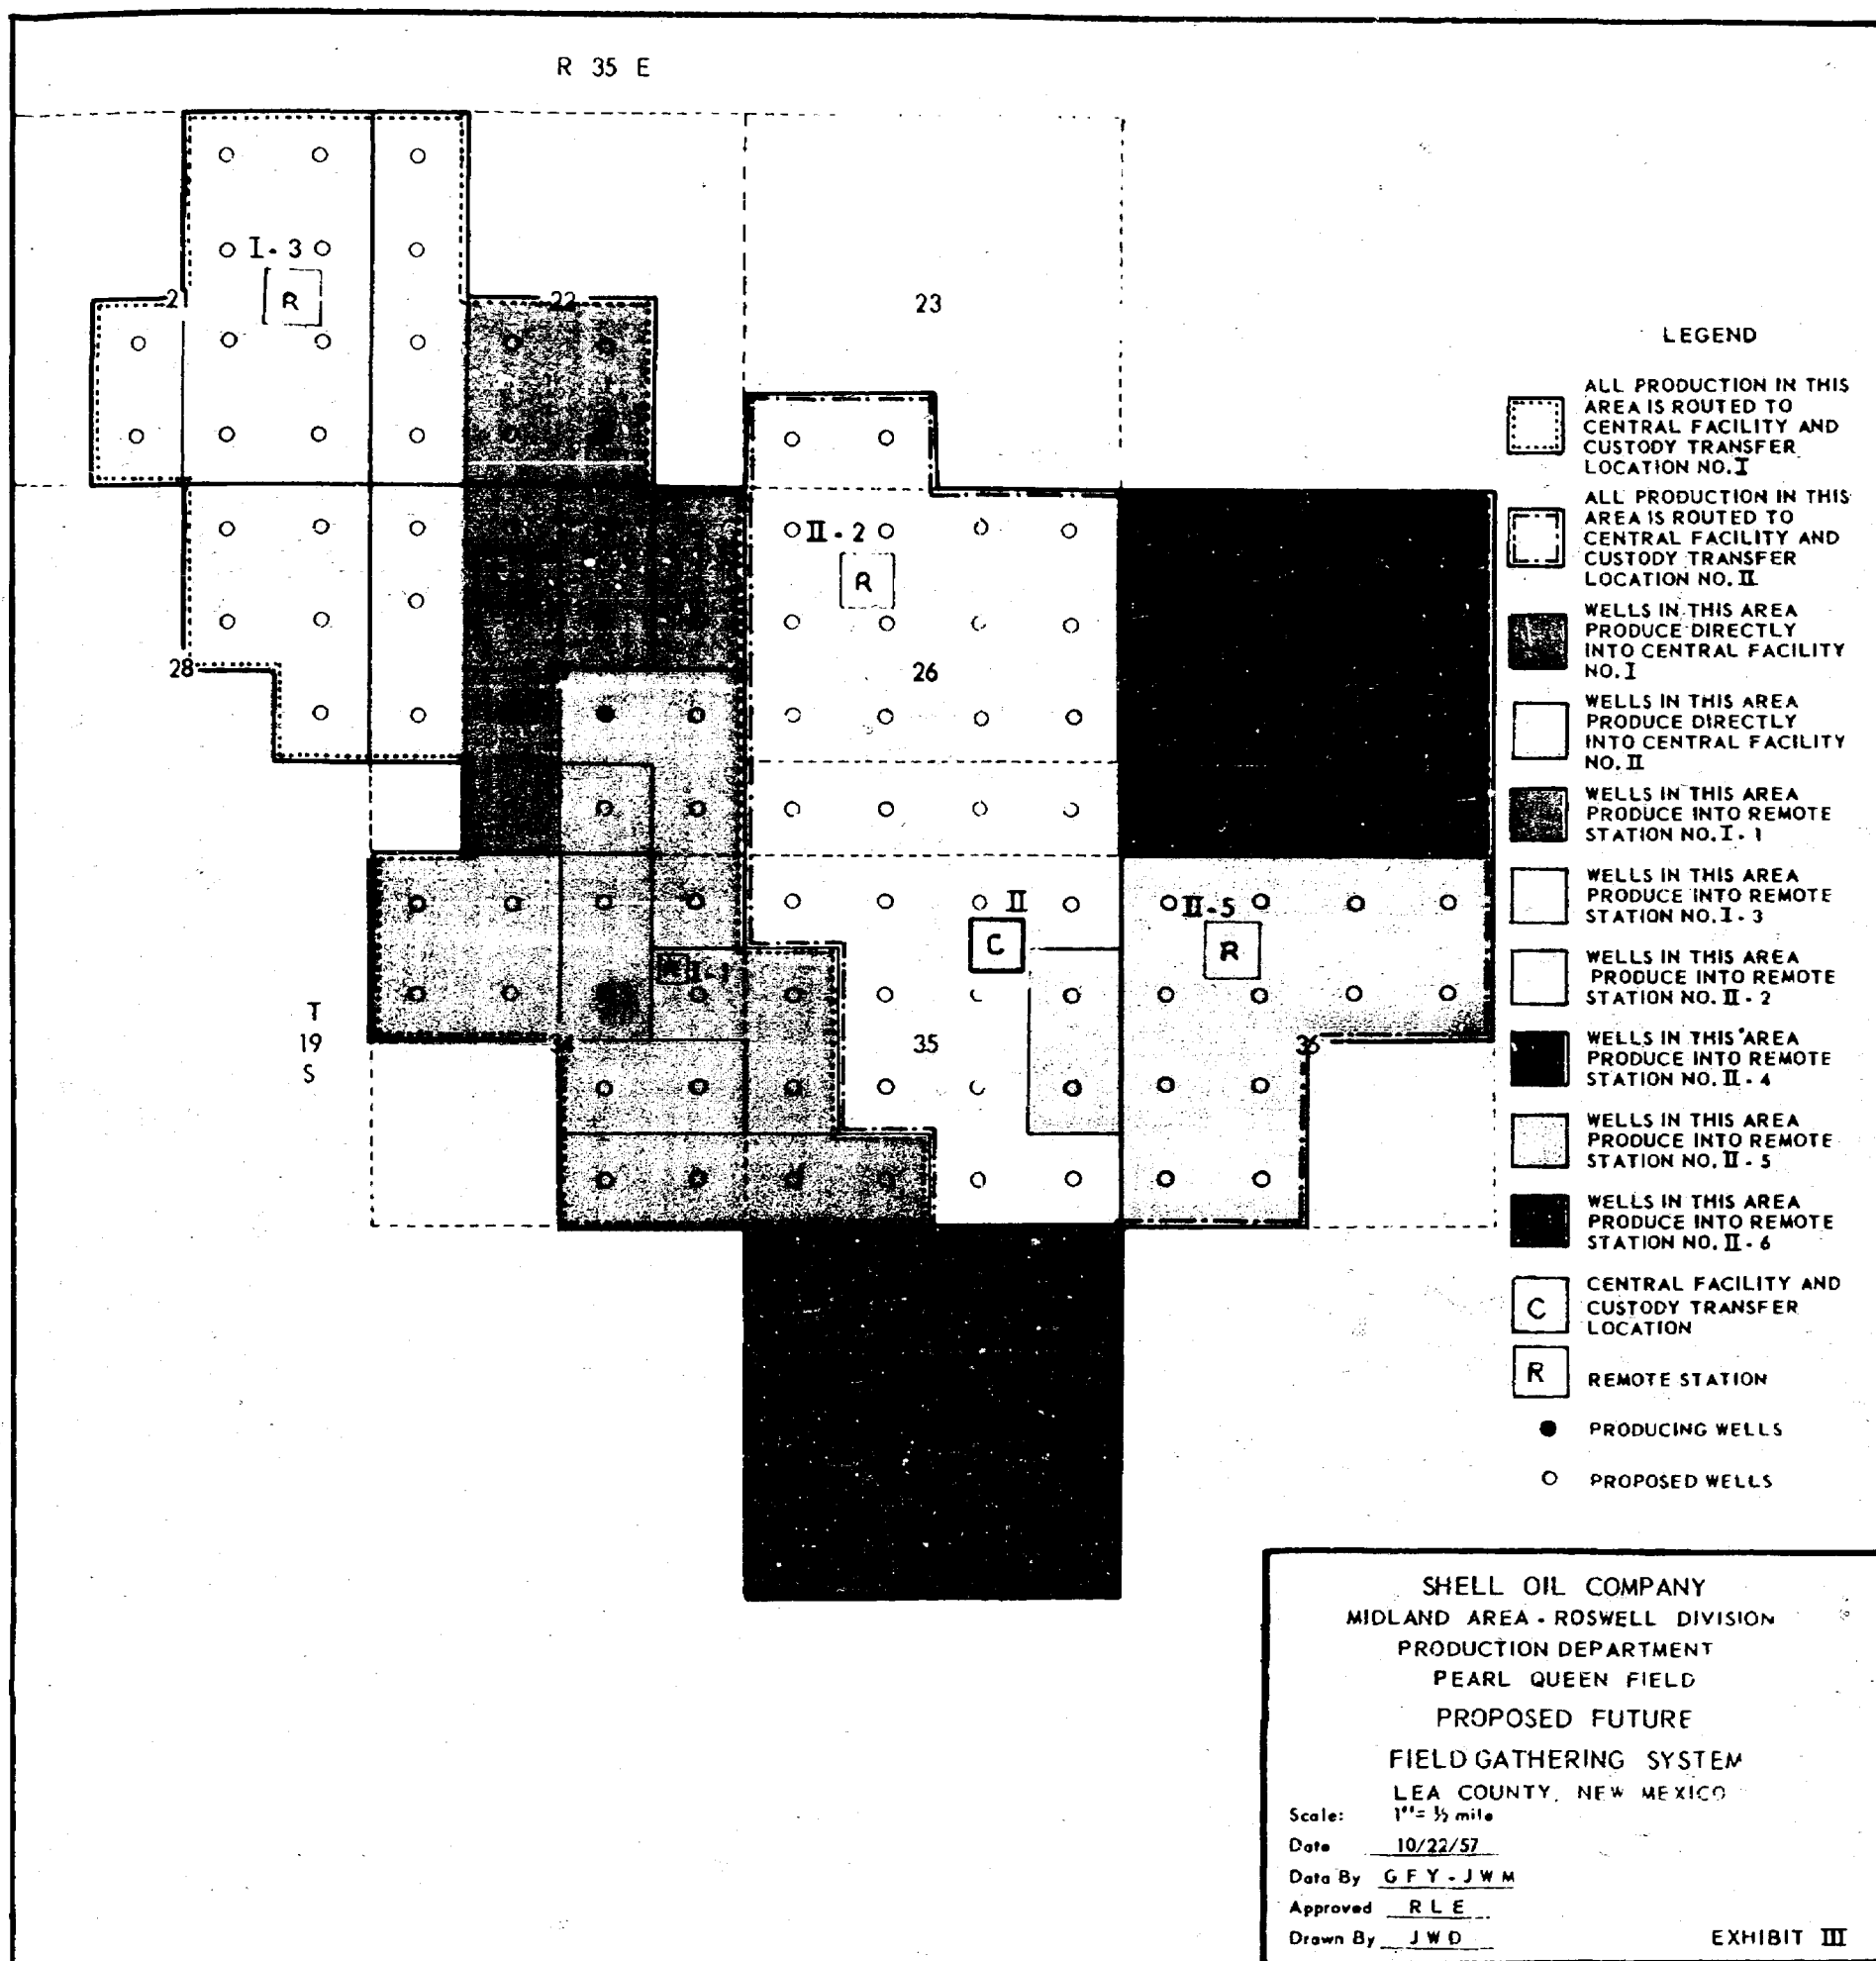 R 35 E
I-3
R
2
22
23
II-2
R
28
26
II
C
II-5
R
R I-1
T
19
S
35
36
LEGEND
ALL PRODUCTION IN THIS
AREA IS ROUTED TO
CENTRAL FACILITY AND
CUSTODY TRANSFER
LOCATION NO. I
ALL PRODUCTION IN THIS
AREA IS ROUTED TO
CENTRAL FACILITY AND
CUSTODY TRANSFER
LOCATION NO. II
WELLS IN THIS AREA
PRODUCE DIRECTLY
INTO CENTRAL FACILITY
NO. I
WELLS IN THIS AREA
PRODUCE DIRECTLY
INTO CENTRAL FACILITY
NO. II
WELLS IN THIS AREA
PRODUCE INTO REMOTE
STATION NO. I-1
WELLS IN THIS AREA
PRODUCE INTO REMOTE
STATION NO. I-3
WELLS IN THIS AREA
PRODUCE INTO REMOTE
STATION NO. II-2
WELLS IN THIS AREA
PRODUCE INTO REMOTE
STATION NO. II-4
WELLS IN THIS AREA
PRODUCE INTO REMOTE
STATION NO. II-5
WELLS IN THIS AREA
PRODUCE INTO REMOTE
STATION NO. II-6
C
CENTRAL FACILITY AND
CUSTODY TRANSFER
LOCATION
R REMOTE STATION
PRODUCING WELLS
PROPOSED WELLS
SHELL OIL COMPANY
MIDLAND AREA - ROSWELL DIVISION
PRODUCTION DEPARTMENT
PEARL QUEEN FIELD
PROPOSED FUTURE
FIELD GATHERING SYSTEM
LEA COUNTY, NEW MEXICO
Scale: 1"= ½ mile
Date 10/22/57
Data By GFY-JWM
Approved RLE
Drawn By JWD
EXHIBIT III